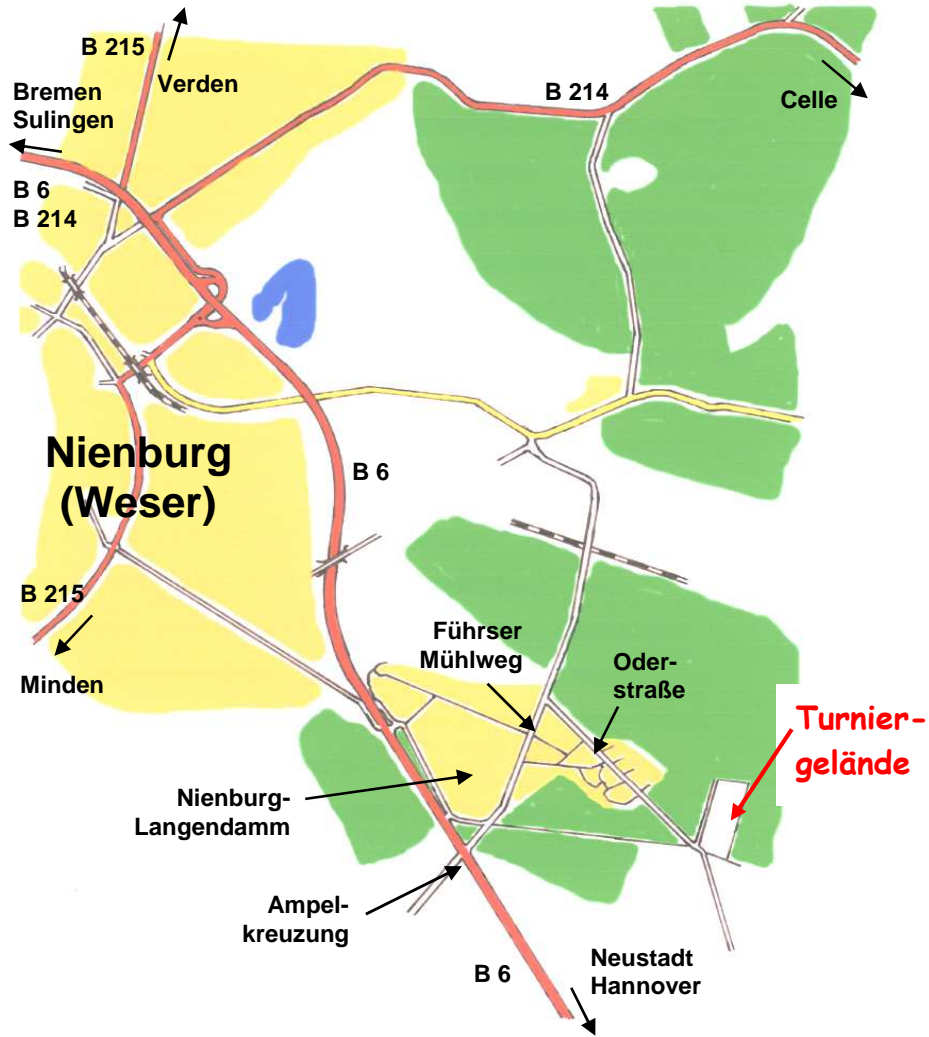 B 215
Verden
Bremen
Sulingen
B 214
Celle
B 6
B 214
Nienburg
(Weser)
B 6
B 215
Minden
Führser
Mühlweg
Oder-
straße
Turnier-
gelände
Nienburg-
Langendamm
Ampel-
kreuzung
B 6
Neustadt
Hannover